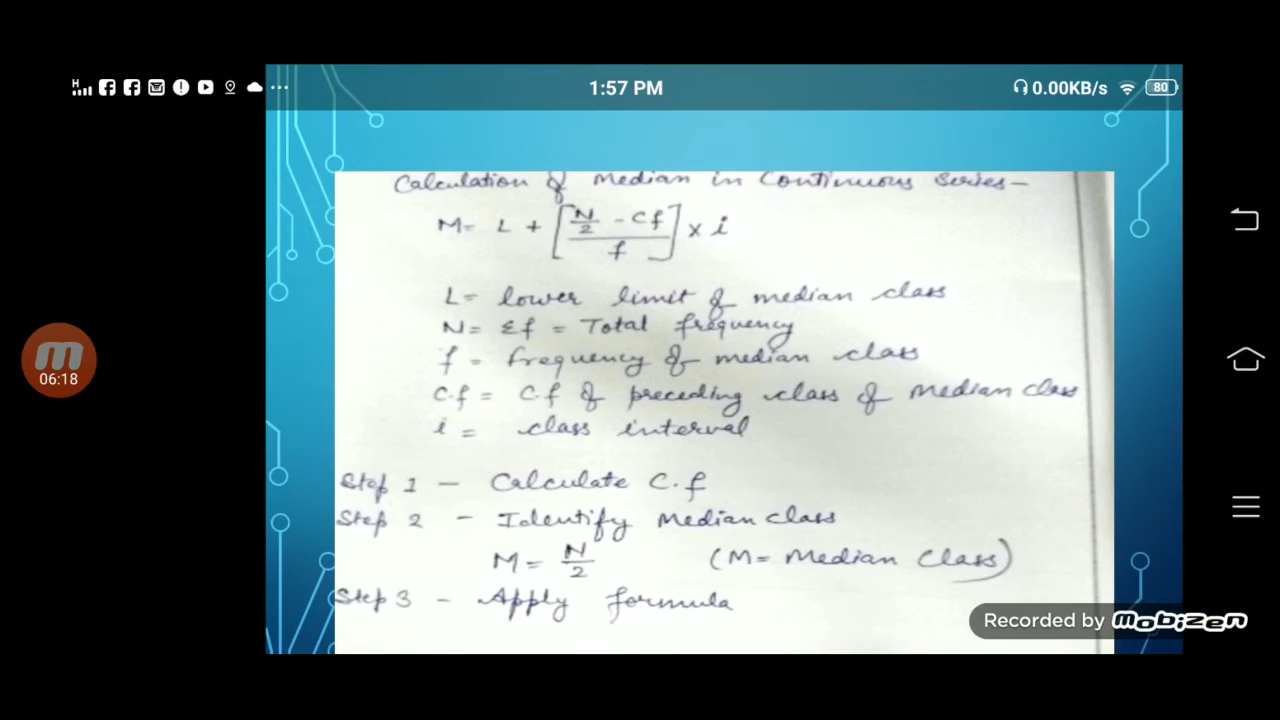 1:57 PM
0.00KB/s
80
Calculation of Median in Continuous Series-
M= L + [N/2 - cf / f] x i
L= lower limit of median class
N= Σf = Total frequency
f = frequency of median class
C.f = C.f of preceding class of Median class
i = class interval
Step 1 - Calculate C.f
Step 2 - Identify Median class
M= N/2 (M= Median Class)
Step 3 - Apply formula
06:18
Recorded by mobizen